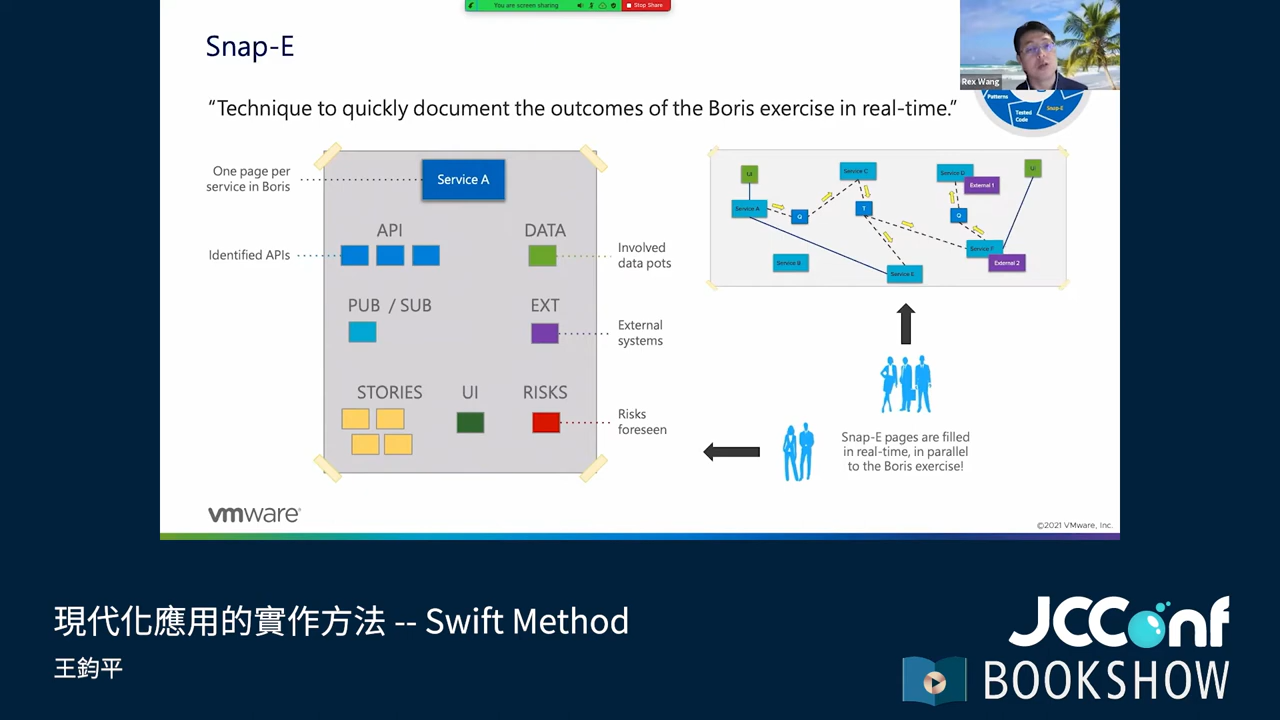 You are screen sharing
Stop Share
Snap-E
Rex Wang
Patterns
Snap-E
Tested
Code
“Technique to quickly document the outcomes of the Boris exercise in real-time.”
One page per
service in Boris
Service A
API
DATA
Identified APIs
Involved
data pots
PUB / SUB
EXT
External
systems
STORIES
UI
RISKS
Risks
foreseen
UI
Service C
Service D
External 1
UI
Service A
Q
T
Q
Service F
Service B
External 2
Service E
Snap-E pages are filled
in real-time, in parallel
to the Boris exercise!
vmware
©2021 VMware, Inc.
現代化應用的實作方法 -- Swift Method
王鈞平
JCConf
BOOKSHOW